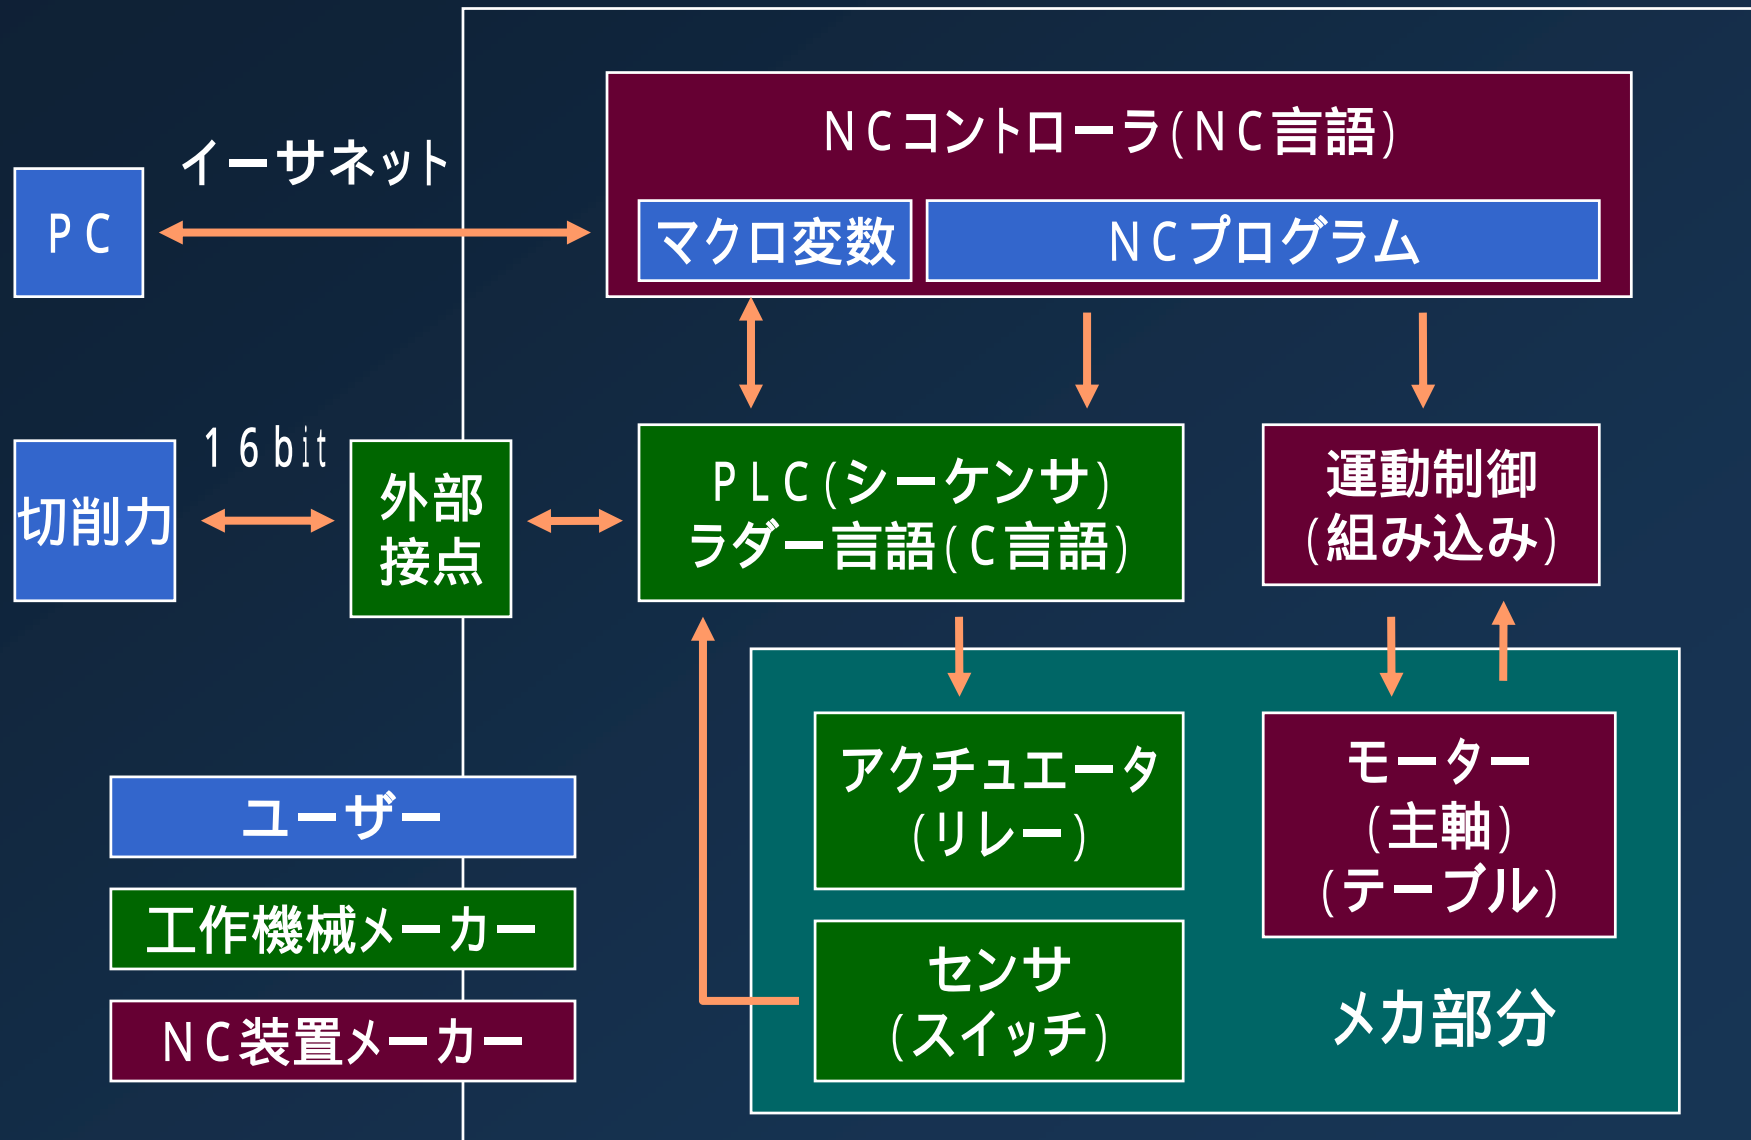 NCコントローラ(NC言語)
イーサネット
PC
マクロ変数
NCプログラム
16bit
切削力
外部
接点
PLC(シーケンサ)
ラダー言語(C言語)
運動制御
(組み込み)
アクチュエータ
(リレー)
モーター
(主軸)
(テーブル)
センサ
(スイッチ)
メカ部分
ユーザー
工作機械メーカー
NC装置メーカー